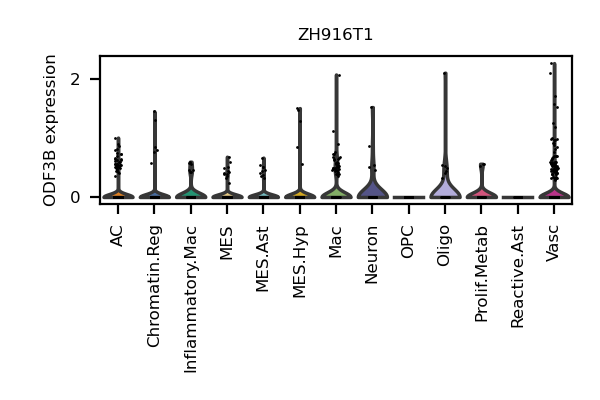 ZH916T1
ODF3B expression
2
0
AC
Chromatin.Reg
Inflammatory.Mac
MES
MES.Ast
MES.Hyp
Mac
Neuron
OPC
Oligo
Prolif.Metab
Reactive.Ast
Vasc